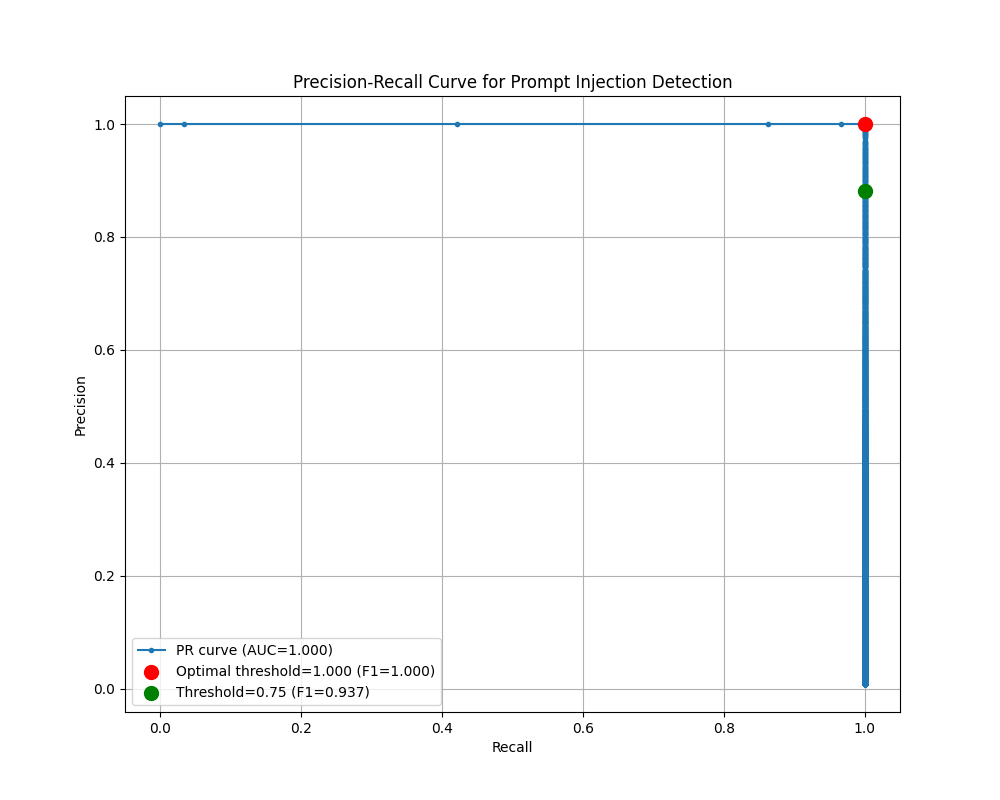 Precision-Recall Curve for Prompt Injection Detection
Precision
1.0
0.8
0.6
0.4
0.2
0.0
PR curve (AUC=1.000)
Optimal threshold=1.000 (F1=1.000)
Threshold=0.75 (F1=0.937)
0.0 0.2 0.4 0.6 0.8 1.0
Recall